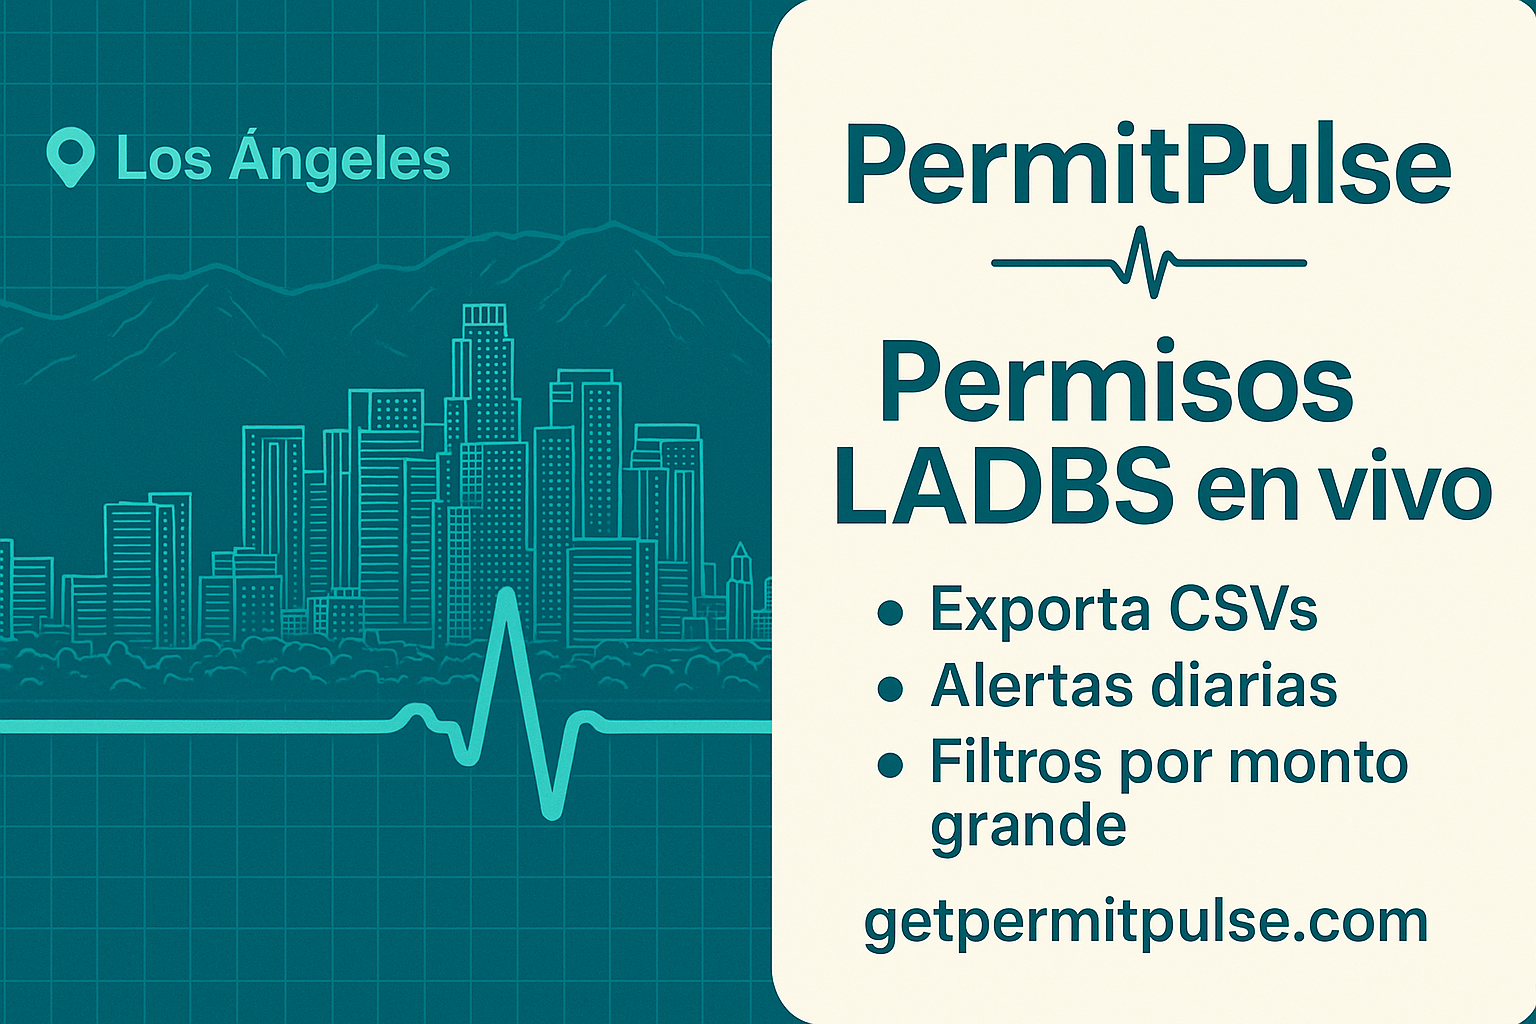 Los Ángeles
PermitPulse
Permisos
LADBS en vivo
• Exporta CSVs
• Alertas diarias
• Filtros por monto
grande
getpermitpulse.com